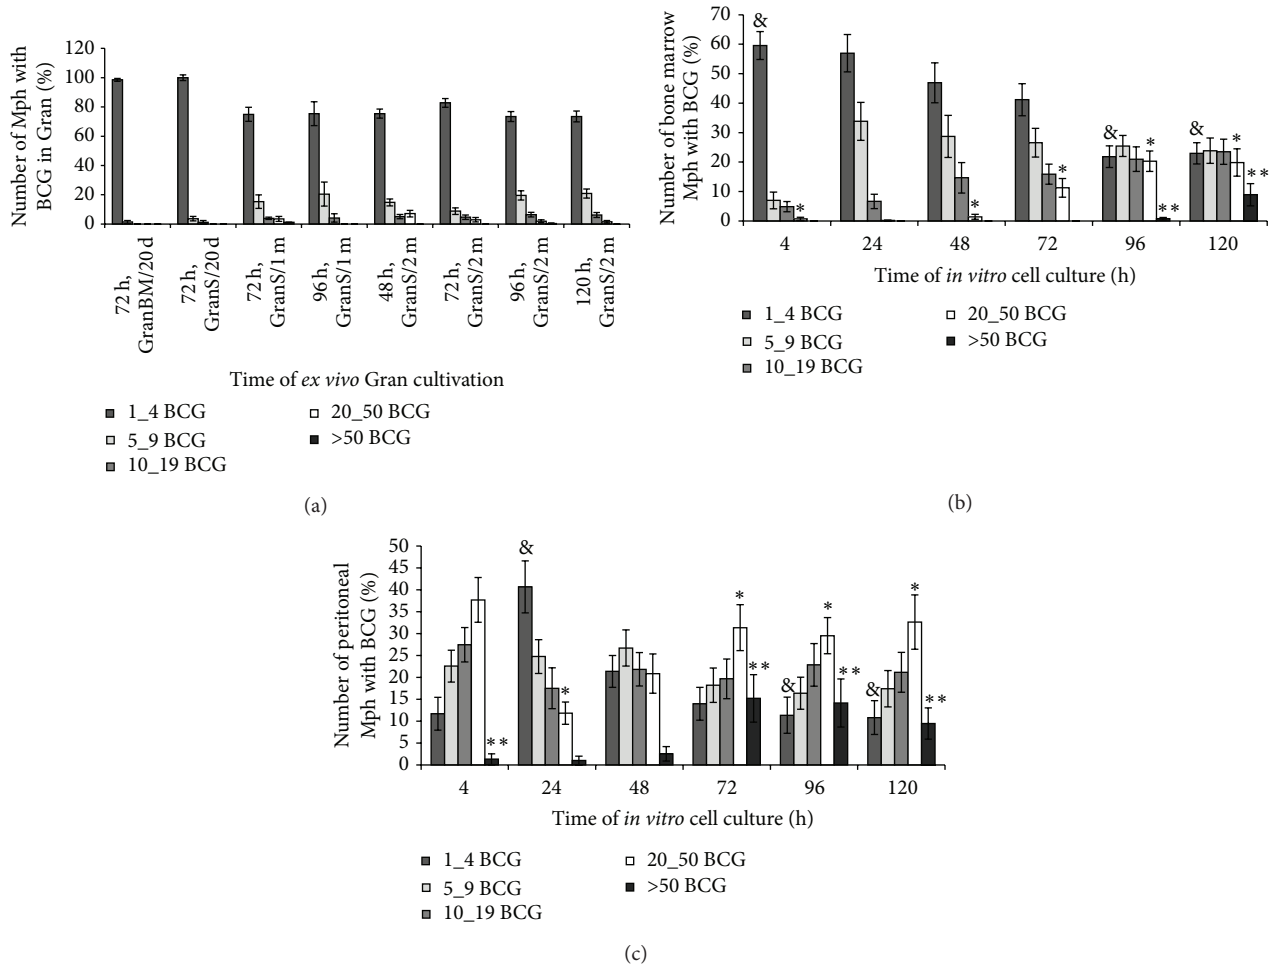 Number of Mph with
BCG in Gran (%)
120
100
80
60
40
20
0
72 h,
GranBM/20 d
72 h,
GranS/20 d
72 h,
GranS/1 m
96 h,
GranS/1 m
48 h,
GranS/2 m
72 h,
GranS/2 m
96 h,
GranS/2 m
120 h,
GranS/2 m
Time of ex vivo Gran cultivation
1_4 BCG
5_9 BCG
10_19 BCG
20_50 BCG
>50 BCG
(a)
Number of bone marrow
Mph with BCG (%)
70
60
50
40
30
20
10
0
&
*
*
*
&
*
**
&
*
**
4 24 48 72 96 120
Time of in vitro cell culture (h)
1_4 BCG
5_9 BCG
10_19 BCG
20_50 BCG
>50 BCG
(b)
Number of peritoneal
Mph with BCG (%)
50
45
40
35
30
25
20
15
10
5
0
**
&
*
*
**
&
*
**
&
*
**
4 24 48 72 96 120
Time of in vitro cell culture (h)
1_4 BCG
5_9 BCG
10_19 BCG
20_50 BCG
>50 BCG
(c)